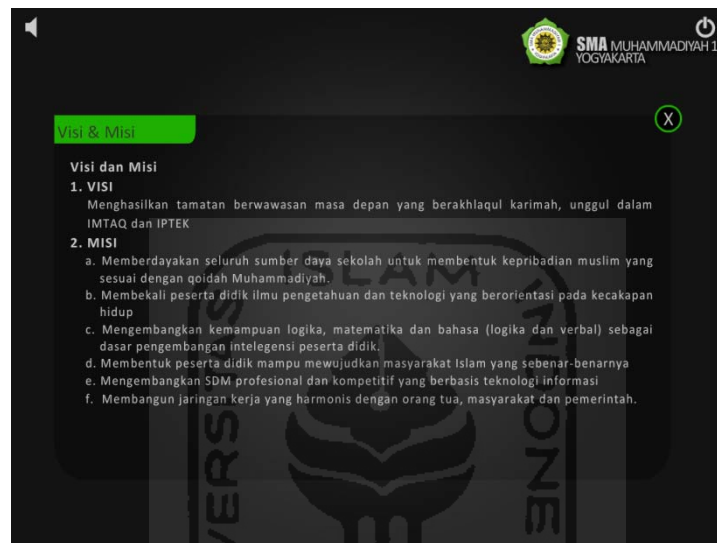 SMA MUHAMMADIYAH 1
YOGYAKARTA
X
Visi & Misi
Visi dan Misi
1. VISI
Menghasilkan tamatan berwawasan masa depan yang berakhlaqul karimah, unggul dalam
IMTAQ dan IPTEK
2. MISI
a. Memberdayakan seluruh sumber daya sekolah untuk membentuk kepribadian muslim yang
sesuai dengan qoidah Muhammadiyah.
b. Membekali peserta didik ilmu pengetahuan dan teknologi yang berorientasi pada kecakapan
hidup
c. Mengembangkan kemampuan logika, matematika dan bahasa (logika dan verbal) sebagai
dasar pengembangan intelegensi peserta didik.
d. Membentuk peserta didik mampu mewujudkan masyarakat Islam yang sebenar-benarnya
e. Mengembangkan SDM profesional dan kompetitif yang berbasis teknologi informasi
f. Membangun jaringan kerja yang harmonis dengan orang tua, masyarakat dan pemerintah.
ISLAM